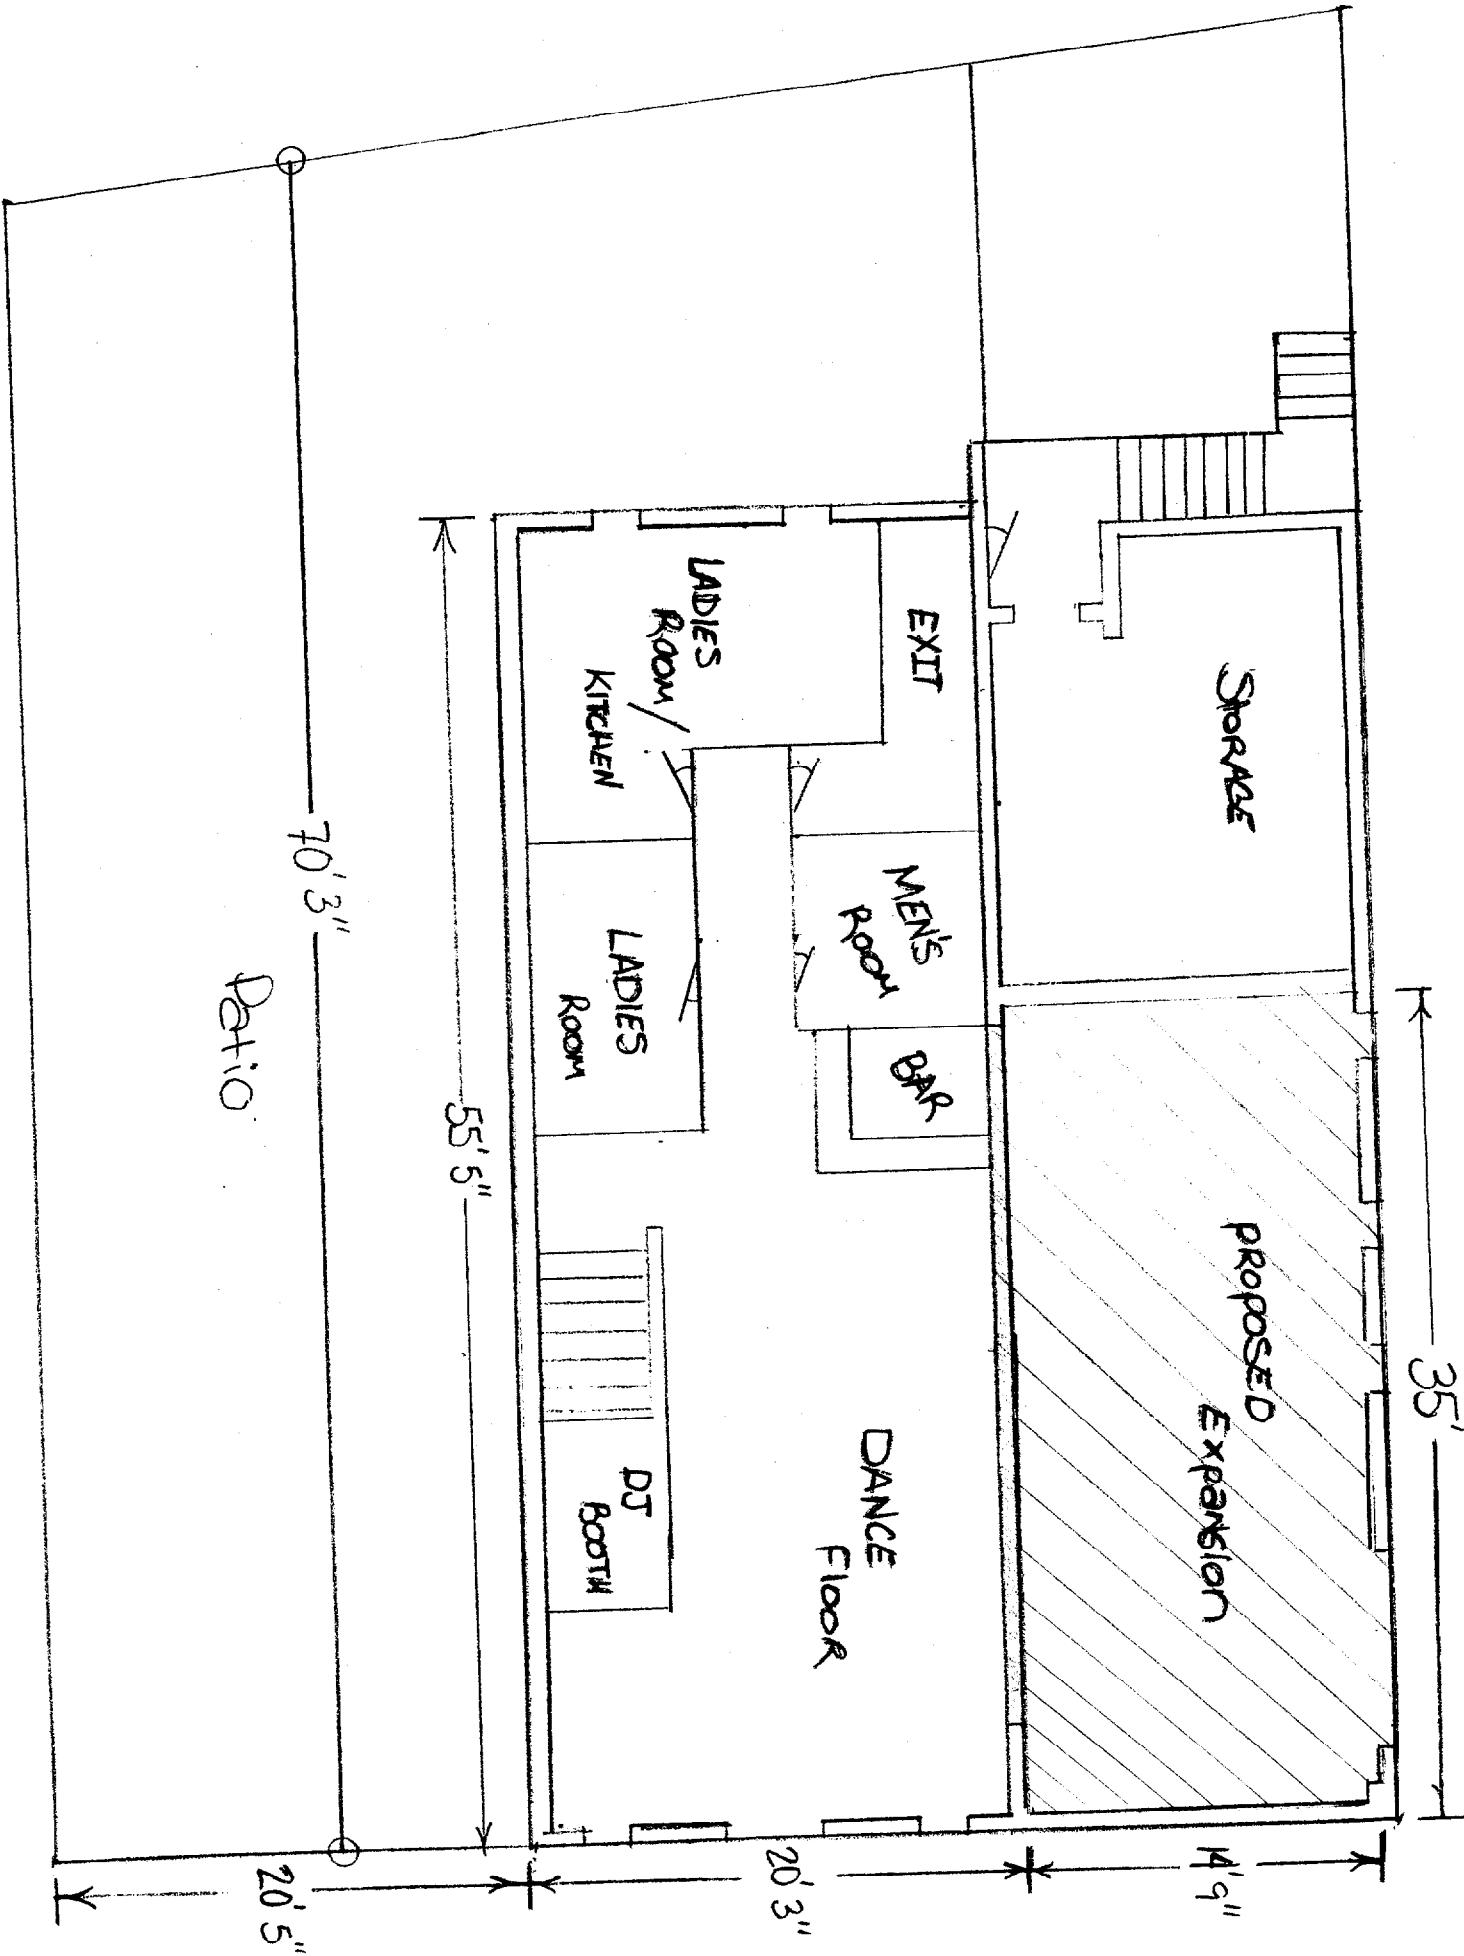 35'
STORAGE
PROPOSED
Expansion
14'9"
EXIT
MEN'S
ROOM
BAR
DANCE
Floor
20'3"
LADIES
ROOM/
KITCHEN
LADIES
ROOM
DJ
BOOTH
55'5"
70'3"
Patio
20'5"